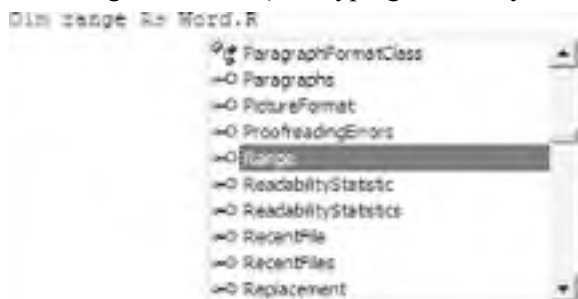 Dim range As Word.R
ParagraphFormatClass
Paragraphs
PictureFormat
ProofreadingErrors
Range
ReadabilityStatistic
ReadabilityStatistics
RecentFile
RecentFiles
Replacement